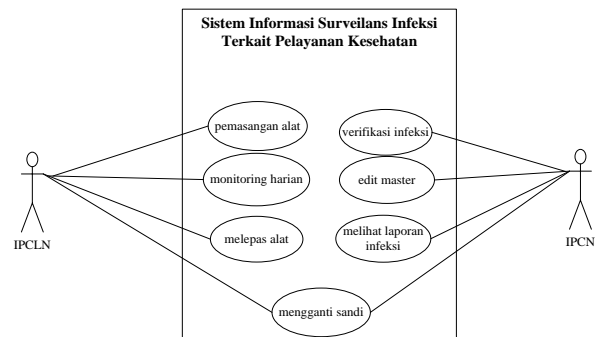 Sistem Informasi Surveilans Infeksi
Terkait Pelayanan Kesehatan
pemasangan alat
verifikasi infeksi
monitoring harian
edit master
melepas alat
melihat laporan
infeksi
mengganti sandi
IPCLN
IPCN